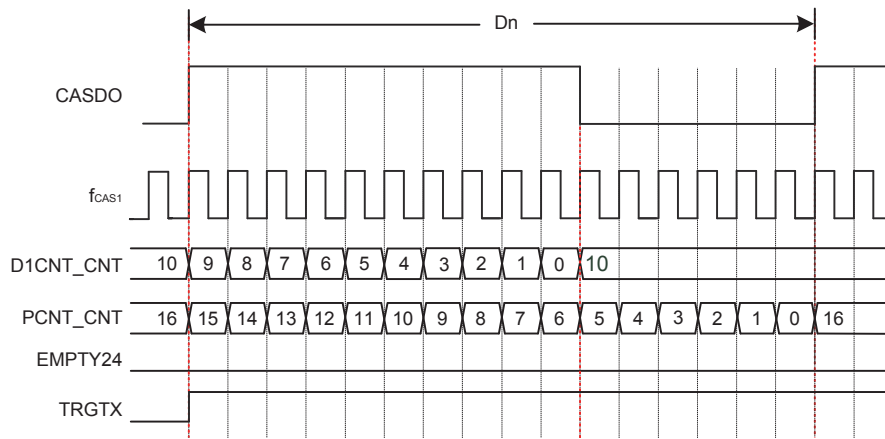 Dn
CASDO
fCAS1
D1CNT_CNT 10 9 8 7 6 5 4 3 2 1 0 10
PCNT_CNT 16 15 14 13 12 11 10 9 8 7 6 5 4 3 2 1 0 16
EMPTY24
TRGTX